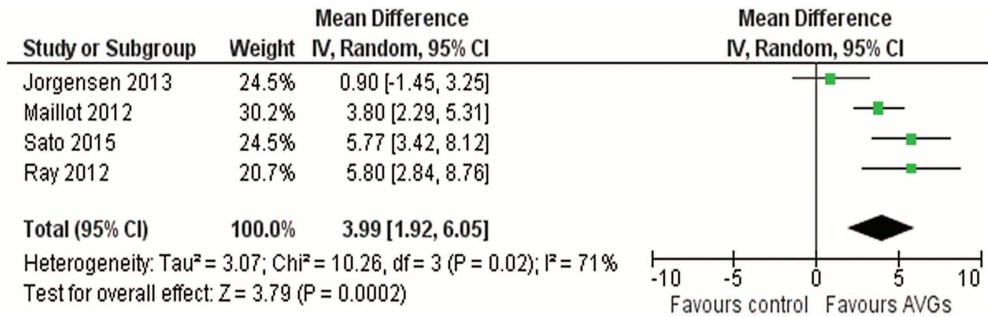 Mean Difference Mean Difference
Study or Subgroup Weight IV, Random, 95% CI IV, Random, 95% CI
Jorgensen 2013 24.5% 0.90 [-1.45, 3.25]
Maillot 2012 30.2% 3.80 [2.29, 5.31]
Sato 2015 24.5% 5.77 [3.42, 8.12]
Ray 2012 20.7% 5.80 [2.84, 8.76]
Total (95% CI) 100.0% 3.99 [1.92, 6.05]
Heterogeneity: Tau² = 3.07; Chi² = 10.26, df = 3 (P = 0.02); I² = 71%
Test for overall effect: Z = 3.79 (P = 0.0002)
-10 -5 0 5 10
Favours control Favours AVGs